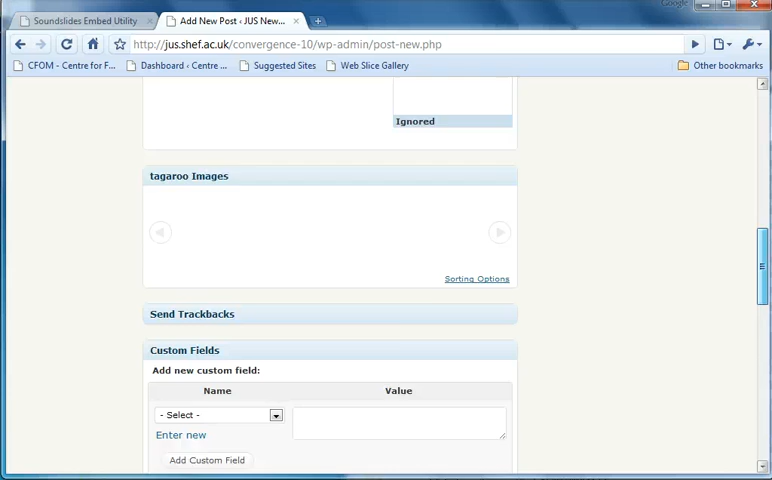 Google
Soundslides Embed Utility
Add New Post ‹ JUS New...
http://jus.shef.ac.uk/convergence-10/wp-admin/post-new.php
CFOM - Centre for F... Dashboard ‹ Centre ... Suggested Sites Web Slice Gallery Other bookmarks
Ignored
tagaroo Images
Sorting Options
Send Trackbacks
Custom Fields
Add new custom field:
Name Value
- Select -
Enter new
Add Custom Field